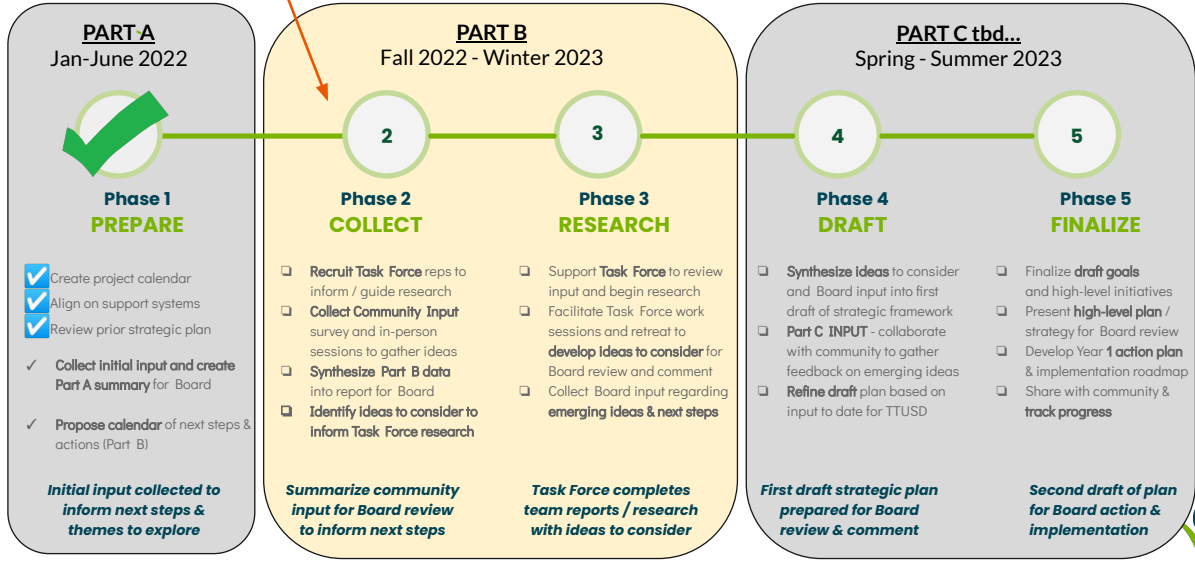 PART A
Jan-June 2022
PART B
Fall 2022 - Winter 2023
PART C tbd...
Spring - Summer 2023
Phase 1
PREPARE
Create project calendar
Align on support systems
Review prior strategic plan
Collect initial input and create
Part A summary for Board
Propose calendar of next steps &
actions (Part B)
Initial input collected to
inform next steps &
themes to explore
2
Phase 2
COLLECT
Recruit Task Force reps to
inform / guide research
Collect Community Input
survey and in-person
sessions to gather ideas
Synthesize Part B data
into report for Board
Identify ideas to consider to
inform Task Force research
Summarize community
input for Board review
to inform next steps
3
Phase 3
RESEARCH
Support Task Force to review
input and begin research
Facilitate Task Force work
sessions and retreat to
develop ideas to consider for
Board review and comment
Collect Board input regarding
emerging ideas & next steps
Task Force completes
team reports / research
with ideas to consider
4
Phase 4
DRAFT
Synthesize ideas to consider
and Board input into first
draft of strategic framework
Part C INPUT - collaborate
with community to gather
feedback on emerging ideas
Refine draft plan based on
input to date for TTUSD
First draft strategic plan
prepared for Board
review & comment
5
Phase 5
FINALIZE
Finalize draft goals
and high-level initiatives
Present high-level plan /
strategy for Board review
Develop Year 1 action plan
& implementation roadmap
Share with community &
track progress
Second draft of plan
for Board action &
implementation